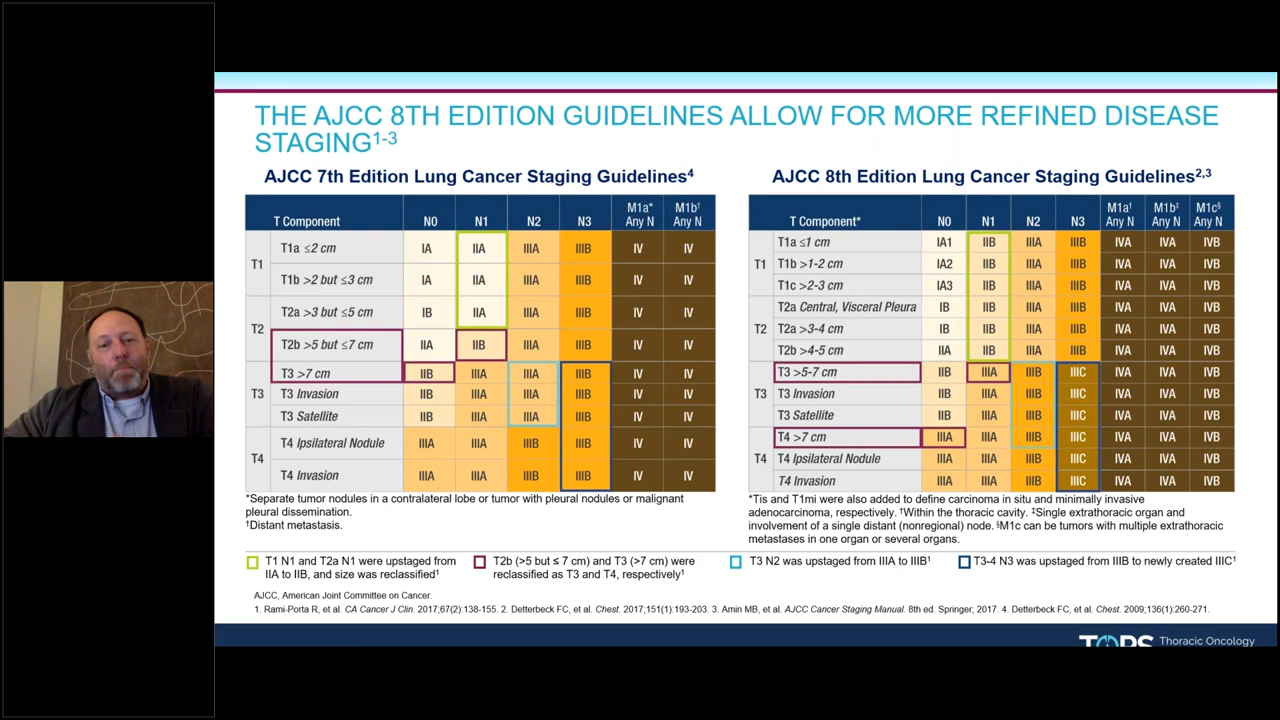 THE AJCC 8TH EDITION GUIDELINES ALLOW FOR MORE REFINED DISEASE
STAGING1-3
AJCC 7th Edition Lung Cancer Staging Guidelines4
T Component N0 N1 N2 N3 M1a* Any N M1b† Any N
T1 T1a ≤2 cm IA IIA IIIA IIIB IV IV
T1b >2 but ≤3 cm IA IIA IIIA IIIB IV IV
T2 T2a >3 but ≤5 cm IB IIA IIIA IIIB IV IV
T2b >5 but ≤7 cm IIA IIB IIIA IIIB IV IV
T3 T3 >7 cm IIB IIIA IIIA IIIB IV IV
T3 Invasion IIB IIIA IIIA IIIB IV IV
T3 Satellite IIB IIIA IIIA IIIB IV IV
T4 T4 Ipsilateral Nodule IIIA IIIA IIIB IIIB IV IV
T4 Invasion IIIA IIIA IIIB IIIB IV IV
*Separate tumor nodules in a contralateral lobe or tumor with pleural nodules or malignant
pleural dissemination.
†Distant metastasis.
AJCC 8th Edition Lung Cancer Staging Guidelines2,3
T Component* N0 N1 N2 N3 M1a† Any N M1b‡ Any N M1c§ Any N
T1 T1a ≤1 cm IA1 IIB IIIA IIIB IVA IVA IVB
T1b >1-2 cm IA2 IIB IIIA IIIB IVA IVA IVB
T1c >2-3 cm IA3 IIB IIIA IIIB IVA IVA IVB
T2 T2a Central, Visceral Pleura IB IIB IIIA IIIB IVA IVA IVB
T2a >3-4 cm IB IIB IIIA IIIB IVA IVA IVB
T2b >4-5 cm IIA IIB IIIA IIIB IVA IVA IVB
T3 T3 >5-7 cm IIB IIIA IIIB IIIC IVA IVA IVB
T3 Invasion IIB IIIA IIIB IIIC IVA IVA IVB
T3 Satellite IIB IIIA IIIB IIIC IVA IVA IVB
T4 T4 >7 cm IIIA IIIA IIIB IIIC IVA IVA IVB
T4 Ipsilateral Nodule IIIA IIIA IIIB IIIC IVA IVA IVB
T4 Invasion IIIA IIIA IIIB IIIC IVA IVA IVB
*Tis and T1mi were also added to define carcinoma in situ and minimally invasive
adenocarcinoma, respectively. †Within the thoracic cavity. ‡Single extrathoracic organ and
involvement of a single distant (nonregional) node. §M1c can be tumors with multiple extrathoracic
metastases in one organ or several organs.
T1 N1 and T2a N1 were upstaged from
IIA to IIB, and size was reclassified1
T2b (>5 but ≤ 7 cm) and T3 (>7 cm) were
reclassified as T3 and T4, respectively1
T3 N2 was upstaged from IIIA to IIIB1
T3-4 N3 was upstaged from IIIB to newly created IIIC1
AJCC, American Joint Committee on Cancer.
1. Rami-Porta R, et al. CA Cancer J Clin. 2017;67(2):138-155. 2. Detterbeck FC, et al. Chest. 2017;151(1):193-203. 3. Amin MB, et al. AJCC Cancer Staging Manual. 8th ed. Springer; 2017. 4. Detterbeck FC, et al. Chest. 2009;136(1):260-271.
TOPS Thoracic Oncology